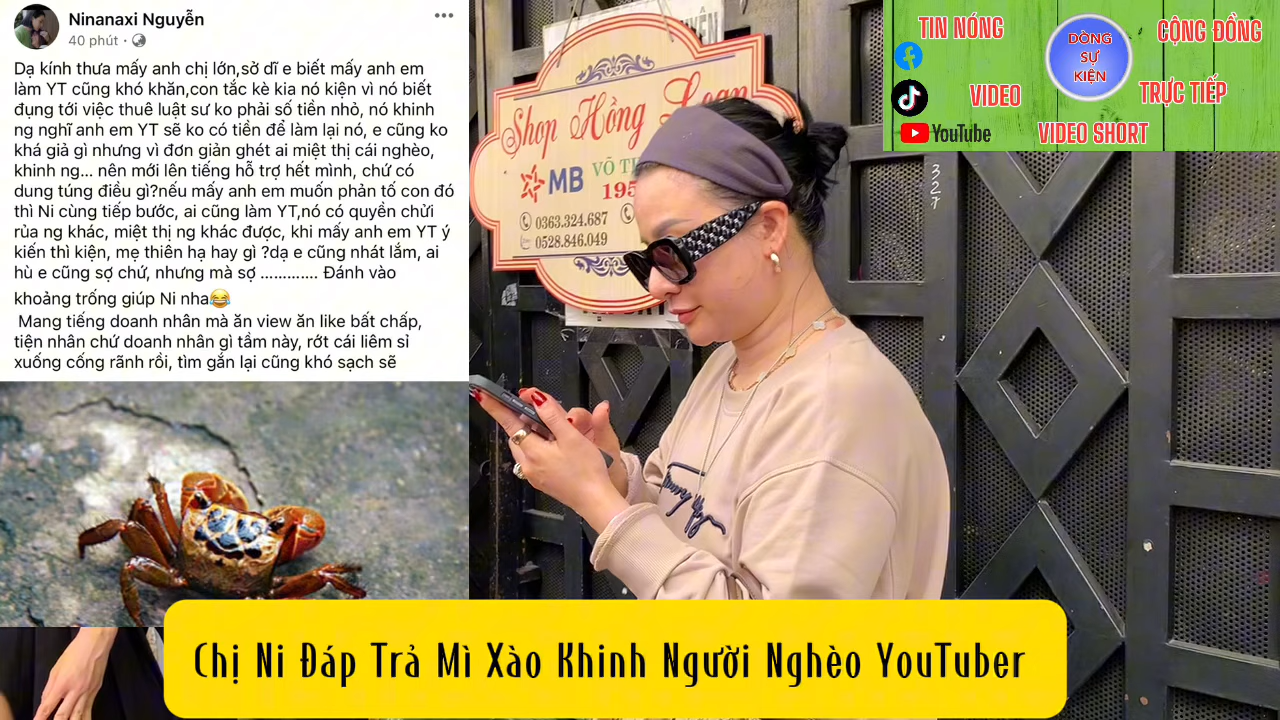 Ninanaxi Nguyễn
40 phút ·
Dạ kính thưa mấy anh chị lớn,sở dĩ e biết mấy anh em
làm YT cũng khó khăn,con tắc kè kia nó kiện vì nó biết
đụng tới việc thuê luật sư ko phải số tiền nhỏ, nó khinh
ng nghĩ anh em YT sẽ ko có tiền để làm lại nó, e cũng ko
khá giả gì nhưng vì đơn giản ghét ai miệt thị cái nghèo,
khinh ng... nên mới lên tiếng hỗ trợ hết mình, chứ có
dung túng điều gì?nếu mấy anh em muốn phản tố con đó
thì Ni cùng tiếp bước, ai cũng làm YT,nó có quyền chửi
rủa ng khác, miệt thị ng khác được, khi mấy anh em YT ý
kiến thì kiện, mẹ thiên hạ hay gì ?dạ e cũng nhát lắm, ai
hù e cũng sợ chứ, nhưng mà sợ ............. Đánh vào
khoảng trống giúp Ni nha😂
Mang tiếng doanh nhân mà ăn view ăn like bất chấp,
tiện nhân chứ doanh nhân gì tầm này, rớt cái liêm sỉ
xuống cống rãnh rồi, tìm gắn lại cũng khó sạch sẽ
Shop Hồng Loan
MB
VÕ
195
0363.324.687
0528.846.049
327
TIN NÓNG
DÒNG
SỰ
KIỆN
CỘNG ĐỒNG
VIDEO
TRỰC TIẾP
YouTube
VIDEO SHORT
Chị Ni Đáp Trả Mì Xào Khinh Người Nghèo YouTuber